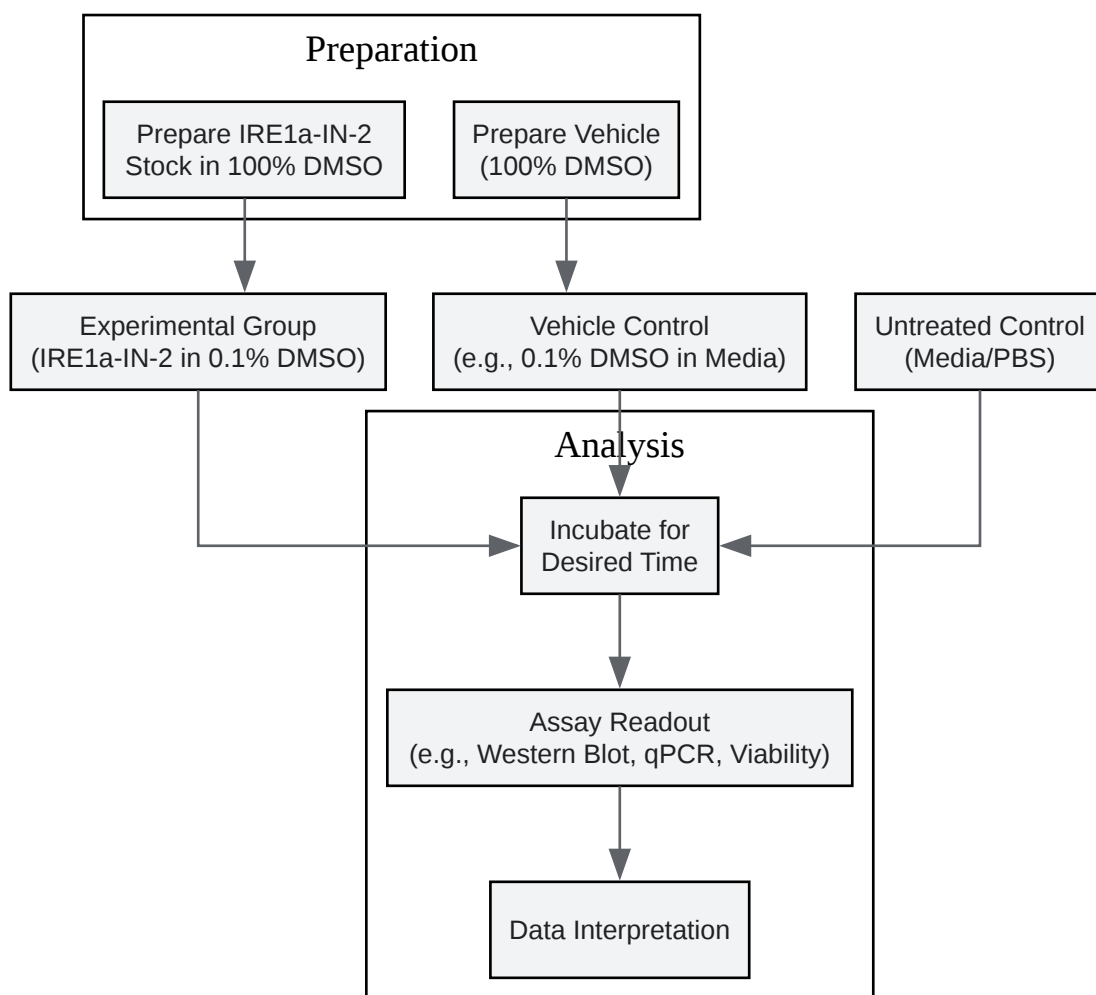 Preparation
Prepare IRE1a-IN-2
Stock in 100% DMSO
Prepare Vehicle
(100% DMSO)
Experimental Group
(IRE1a-IN-2 in 0.1% DMSO)
Vehicle Control
(e.g., 0.1% DMSO in Media)
Untreated Control
(Media/PBS)
Analysis
Incubate for
Desired Time
Assay Readout
(e.g., Western Blot, qPCR, Viability)
Data Interpretation